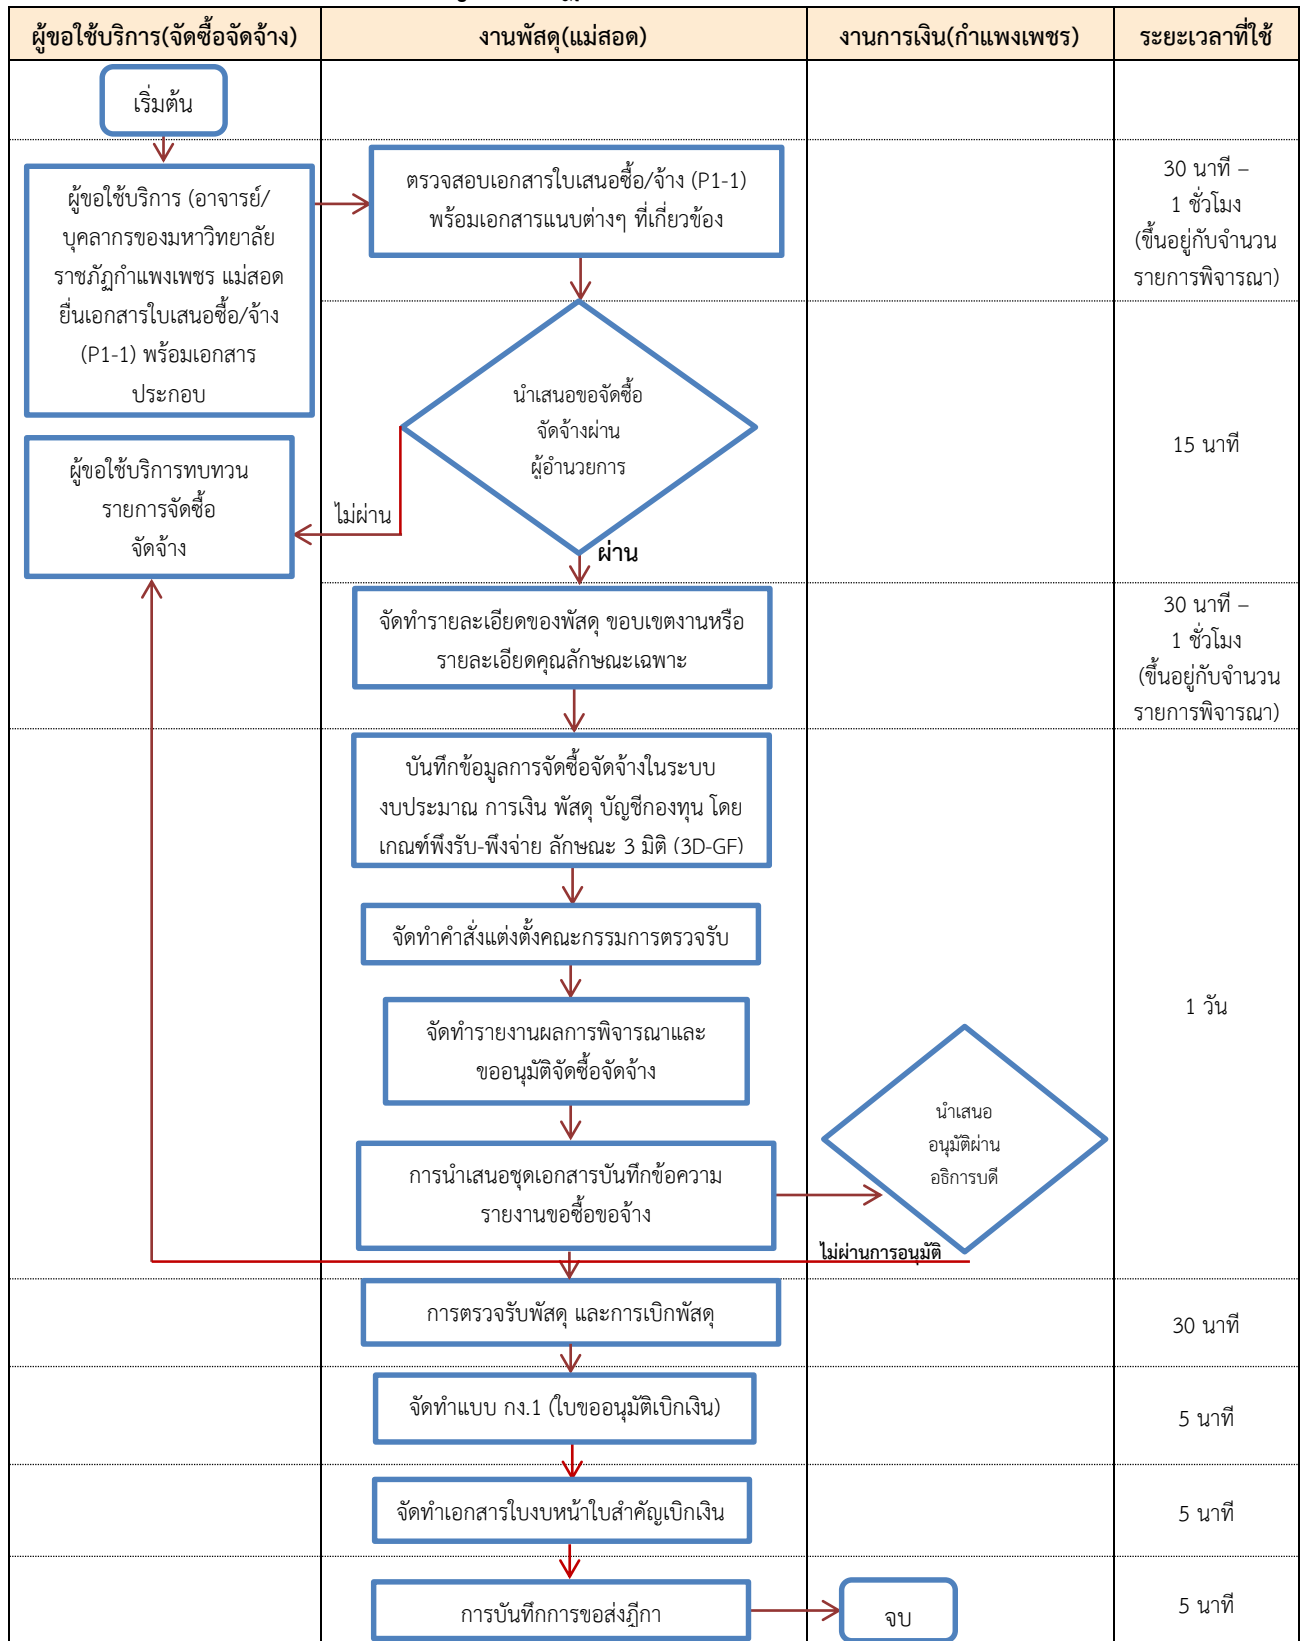 ผู้ขอใช้บริการ(จัดซื้อจัดจ้าง)
งานพัสดุ(แม่สอด)
งานการเงิน(กำแพงเพชร)
ระยะเวลาที่ใช้
เริ่มต้น
ผู้ขอใช้บริการ (อาจารย์/
บุคลากรของมหาวิทยาลัย
ราชภัฏกำแพงเพชร แม่สอด
ยื่นเอกสารใบเสนอซื้อ/จ้าง
(P1-1) พร้อมเอกสาร
ประกอบ
ตรวจสอบเอกสารใบเสนอซื้อ/จ้าง (P1-1)
พร้อมเอกสารแนบต่างๆ ที่เกี่ยวข้อง
30 นาที –
1 ชั่วโมง
(ขึ้นอยู่กับจำนวน
รายการพิจารณา)
นำเสนอขอจัดซื้อ
จัดจ้างผ่าน
ผู้อำนวยการ
15 นาที
ผู้ขอใช้บริการทบทวน
รายการจัดซื้อ
จัดจ้าง
ไม่ผ่าน
ผ่าน
จัดทำรายละเอียดของพัสดุ ขอบเขตงานหรือ
รายละเอียดคุณลักษณะเฉพาะ
30 นาที –
1 ชั่วโมง
(ขึ้นอยู่กับจำนวน
รายการพิจารณา)
บันทึกข้อมูลการจัดซื้อจัดจ้างในระบบ
งบประมาณ การเงิน พัสดุ บัญชีกองทุน โดย
เกณฑ์พึงรับ-พึงจ่าย ลักษณะ 3 มิติ (3D-GF)
จัดทำคำสั่งแต่งตั้งคณะกรรมการตรวจรับ
จัดทำรายงานผลการพิจารณาและ
ขออนุมัติจัดซื้อจัดจ้าง
1 วัน
นำเสนอ
อนุมัติผ่าน
อธิการบดี
การนำเสนอชุดเอกสารบันทึกข้อความ
รายงานขอซื้อขอจ้าง
ไม่ผ่านการอนุมัติ
การตรวจรับพัสดุ และการเบิกพัสดุ
30 นาที
จัดทำแบบ กง.1 (ใบขออนุมัติเบิกเงิน)
5 นาที
จัดทำเอกสารใบงบหน้าใบสำคัญเบิกเงิน
5 นาที
การบันทึกการขอส่งฎีกา
จบ
5 นาที